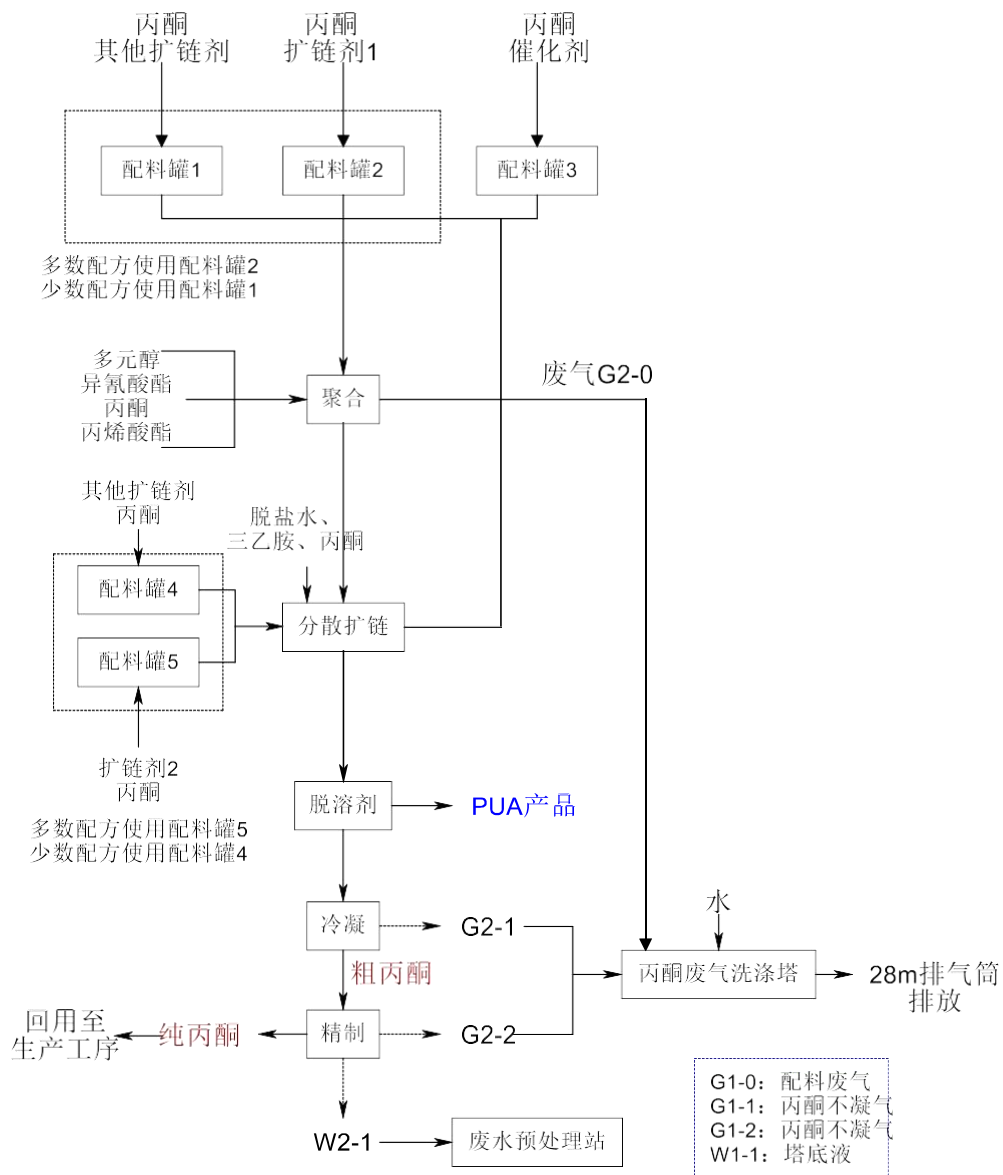 丙酮
其他扩链剂
丙酮
扩链剂1
丙酮
催化剂
配料罐1
配料罐2
配料罐3
多数配方使用配料罐2
少数配方使用配料罐1
多元醇
异氰酸酯
丙酮
丙烯酸酯
聚合
废气G2-0
其他扩链剂
丙酮
脱盐水、
三乙胺、丙酮
配料罐4
分散扩链
配料罐5
扩链剂2
丙酮
多数配方使用配料罐5
少数配方使用配料罐4
脱溶剂
PUA产品
冷凝
G2-1
水
粗丙酮
丙酮废气洗涤塔
28m排气筒
排放
回用至
生产工序
纯丙酮
精制
G2-2
W2-1
废水预处理站
G1-0：配料废气
G1-1：丙酮不凝气
G1-2：丙酮不凝气
W1-1：塔底液